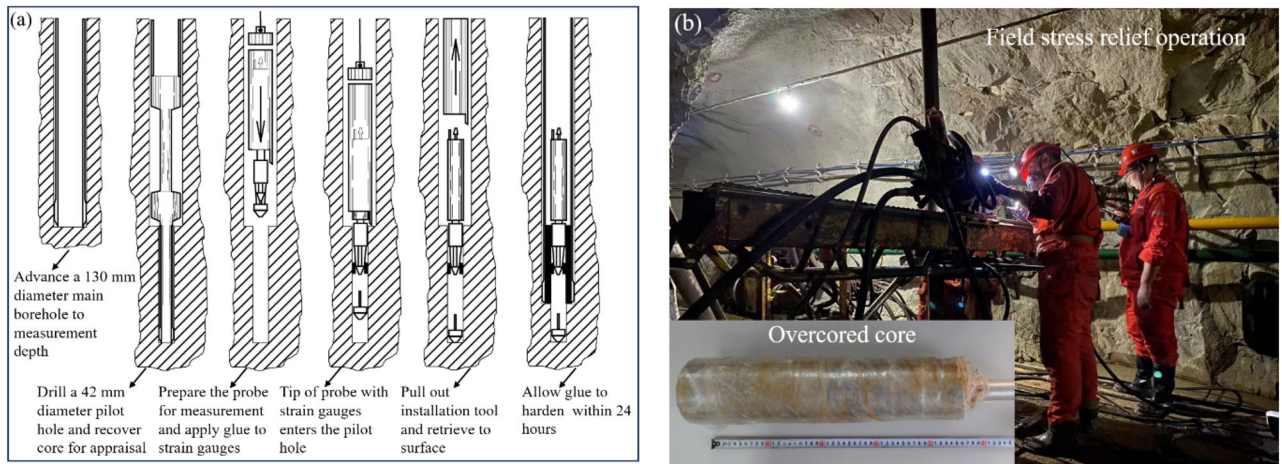 (a)
Advance a 130 mm
diameter main
borehole to
measurement
depth
Drill a 42 mm
diameter pilot
hole and recover
core for appraisal
Prepare the probe
for measurement
and apply glue to
strain gauges
Tip of probe with
strain gauges
enters the pilot
hole
Pull out
installation tool
and retrieve to
surface
Allow glue to
harden within 24
hours
(b)
Field stress relief operation
Overcored core